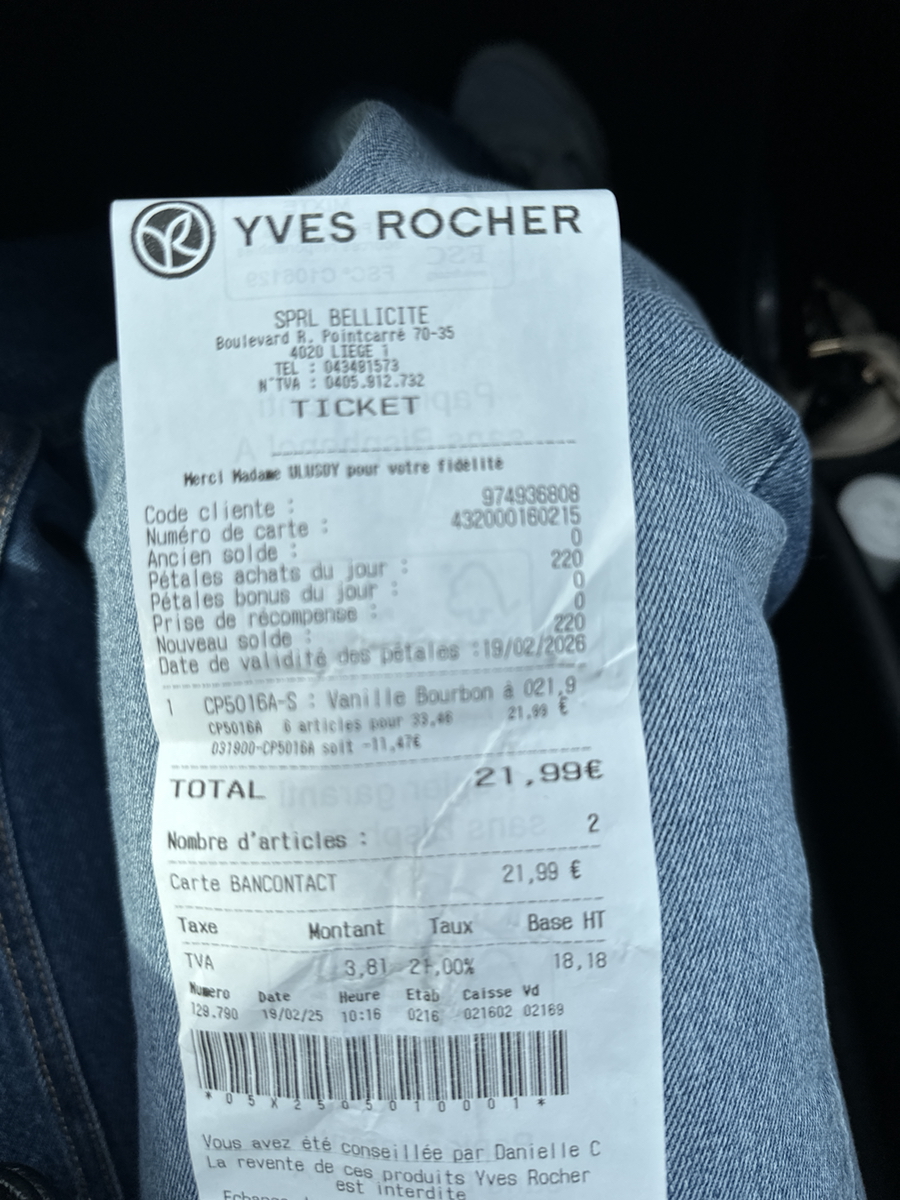 YVES ROCHER
SPRL BELLICITE
Boulevard R. Pointcarré 70-35
4020 LIEGE 1
TEL : 043491573
N°TVA : 0405.912.732
TICKET
Merci Madame ULUSOY pour votre fidélité
Code cliente : 974936808
Numéro de carte : 432000160215
Ancien solde : 0
Pétales achats du jour : 220
Pétales bonus du jour : 0
Prise de récompense : 0
Nouveau solde : 220
Date de validité des pétales :19/02/2026
1 CP5016A-S : Vanille Bourbon à 021,9
CP5016A 6 articles pour 33,46 21.99 €
031800-CP5016A soit -11,47€
TOTAL 21,99€
Nombre d'articles : 2
Carte BANCONTACT 21,99 €
Taxe Montant Taux Base HT
TVA 3,81 21,00% 18,18
Numero Date Heure Etab Caisse Vd
129.790 19/02/25 10:16 0216 021602 02169
*05X2505010001*
Vous avez été conseillée par Danielle C
La revente de ces produits Yves Rocher
est interdite